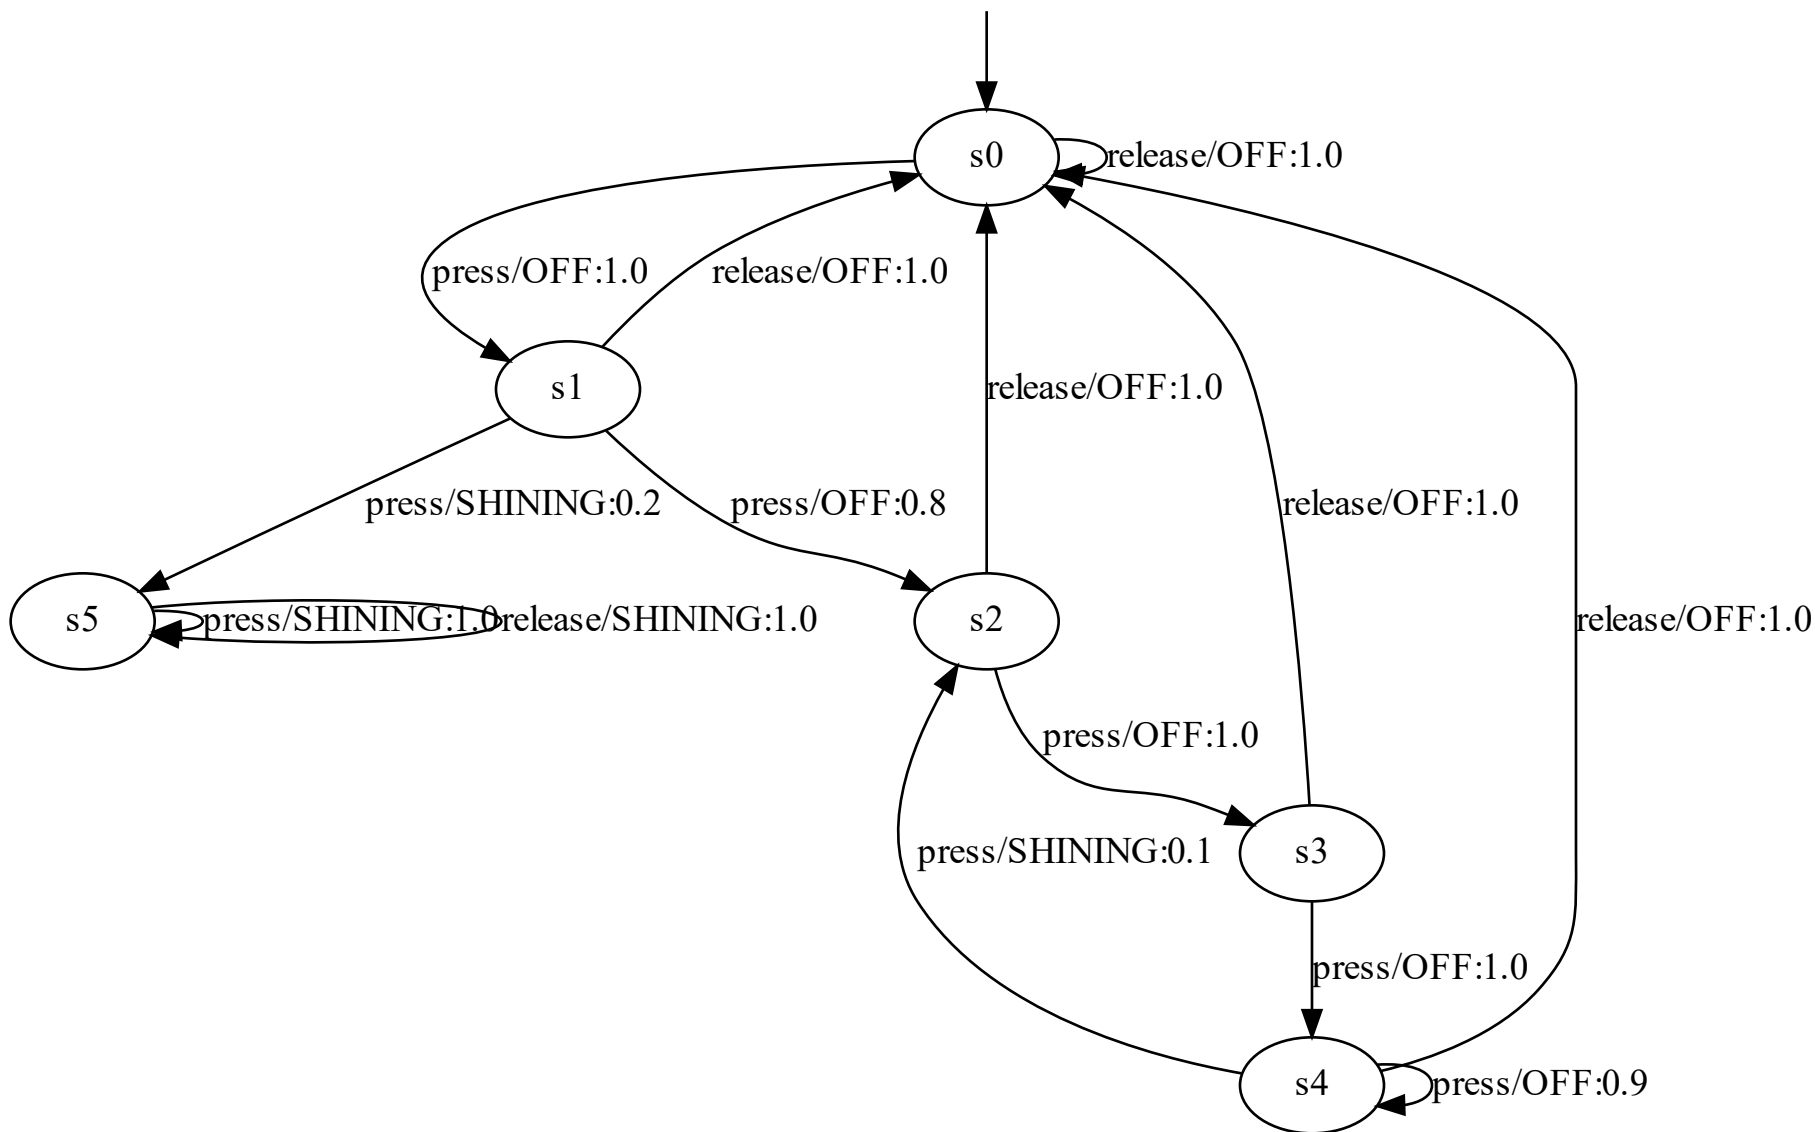 s0
release/OFF:1.0
press/OFF:1.0
release/OFF:1.0
s1
release/OFF:1.0
press/SHINING:0.2
press/OFF:0.8
release/OFF:1.0
s5
press/SHINING:1.0
release/SHINING:1.0
s2
release/OFF:1.0
press/OFF:1.0
press/SHINING:0.1
s3
press/OFF:1.0
s4
press/OFF:0.9